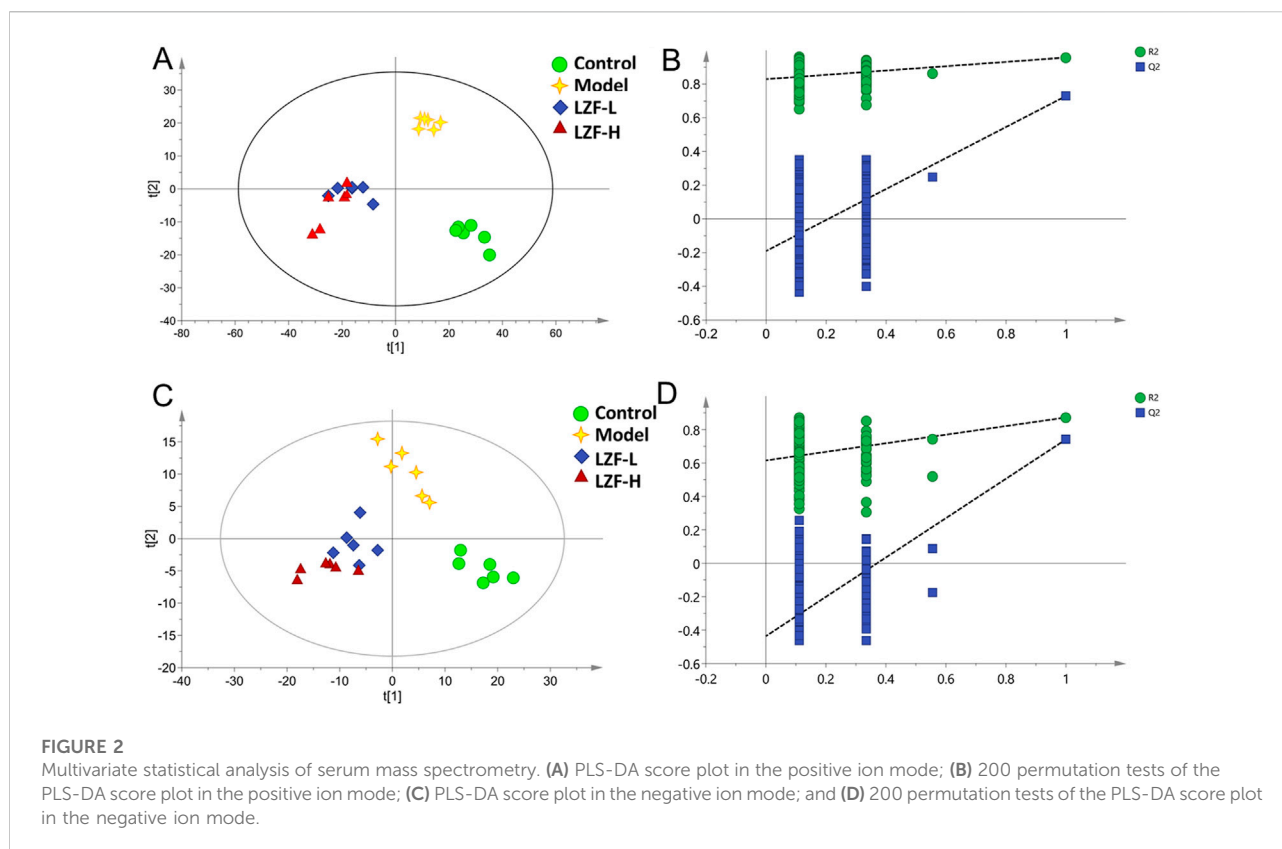 A
Control
Model
LZF-L
LZF-H
30
20
10
0
-10
-20
-30
-40
t[2]
-80
-60
-40
-20
0
20
40
60
t[1]
B
R2
Q2
0.8
0.6
0.4
0.2
0
-0.2
-0.4
-0.6
-0.2
0
0.2
0.4
0.6
0.8
1
C
Control
Model
LZF-L
LZF-H
15
10
5
0
-5
-10
-15
-20
t[2]
-40
-30
-20
-10
0
10
20
30
t[1]
D
R2
Q2
1
0.8
0.6
0.4
0.2
0
-0.2
-0.4
-0.6
-0.2
0
0.2
0.4
0.6
0.8
1
FIGURE 2
Multivariate statistical analysis of serum mass spectrometry. (A) PLS-DA score plot in the positive ion mode; (B) 200 permutation tests of the
PLS-DA score plot in the positive ion mode; (C) PLS-DA score plot in the negative ion mode; and (D) 200 permutation tests of the PLS-DA score plot
in the negative ion mode.